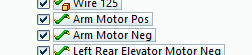 Wire 125
Arm Motor Pos
Arm Motor Neg
Left Rear Elevator Motor Neg